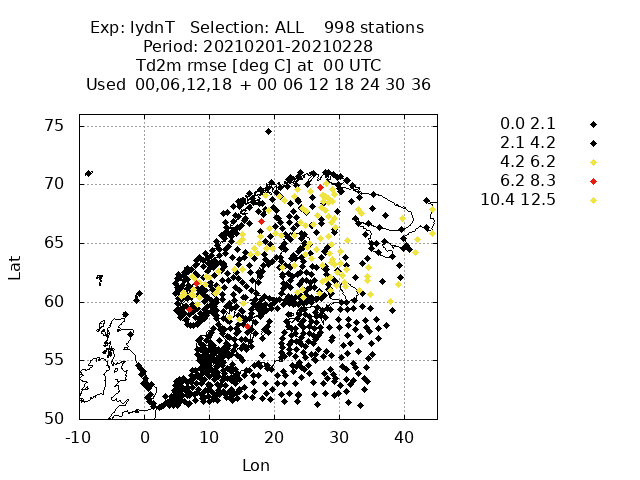 Exp: lydnT   Selection: ALL    998 stations
Period: 20210201-20210228
Td2m rmse [deg C] at  00 UTC
Used  00,06,12,18 + 00 06 12 18 24 30 36
0.0 2.1
2.1 4.2
4.2 6.2
6.2 8.3
10.4 12.5
75
70
65
60
55
50
Lat
-10 0 10 20 30 40
Lon